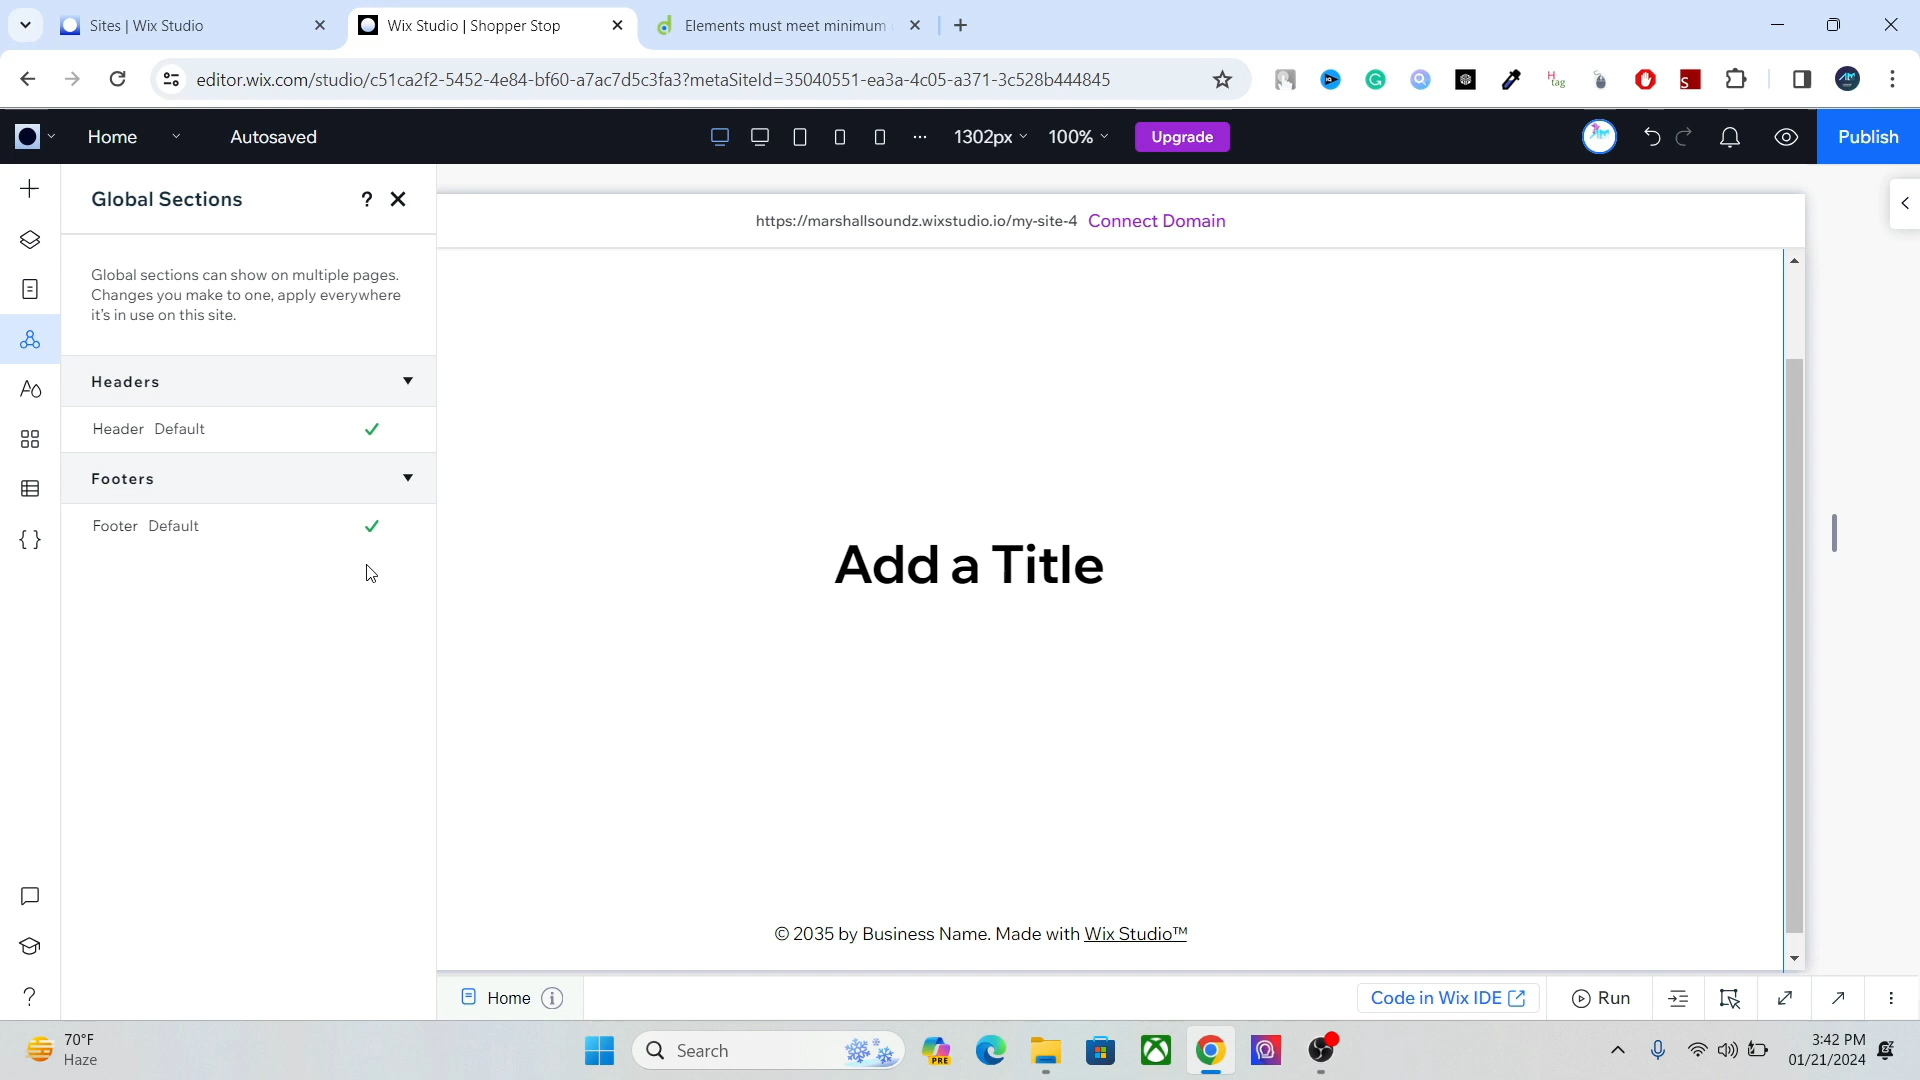 Sites | Wix Studio
Wix Studio | Shopper Stop
Elements must meet minimum
editor.wix.com/studio/c51ca2f2-5452-4e84-bf60-a7ac7d5c3fa3?metaSiteId=35040551-ea3a-4c05-a371-3c528b444845
Home
Autosaved
1302px
100%
Upgrade
Publish
Global Sections
?
https://marshallsoundz.wixstudio.io/my-site-4 Connect Domain
Global sections can show on multiple pages.
Changes you make to one, apply everywhere
it's in use on this site.
Headers
Header Default
Footers
Footer Default
Add a Title
© 2035 by Business Name. Made with Wix Studio™
Home
Code in Wix IDE
Run
70°F
Haze
Search
PRE
3:42 PM
01/21/2024